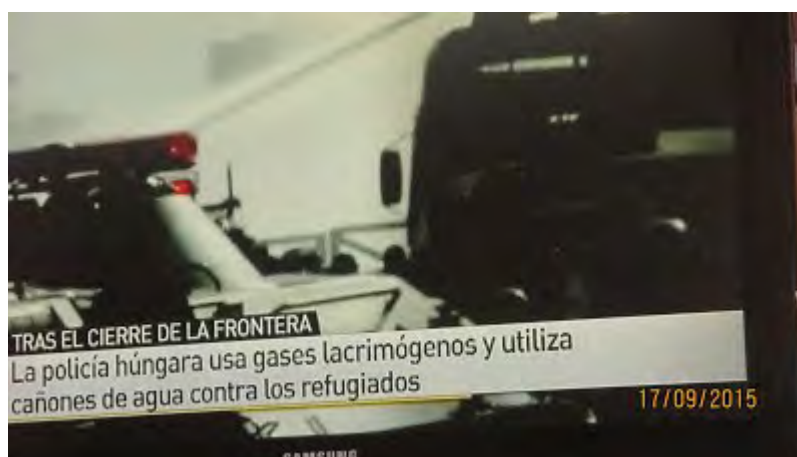 TRAS EL CIERRE DE LA FRONTERA
La policía húngara usa gases lacrimógenos y utiliza
cañones de agua contra los refugiados
17/09/2015
SAMSUNG